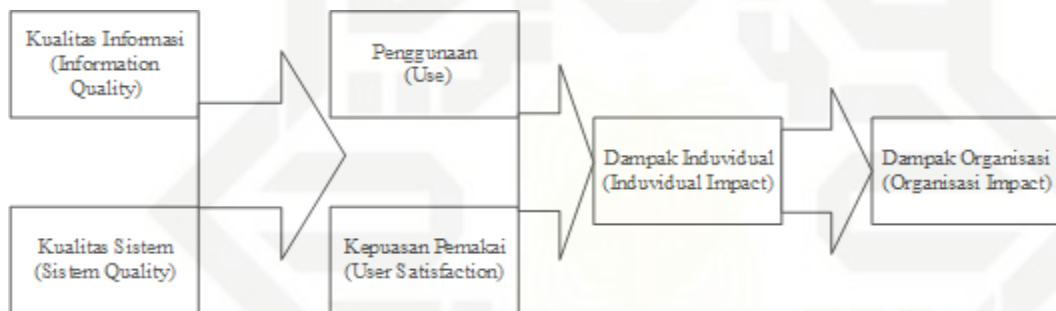 Kualitas Informasi
(Information
Quality)
Penggunaan
(Use)
Dampak Induvidual
(Induvidual Impact)
Dampak Organisasi
(Organisasi Impact)
Kualitas Sistem
(Sistem Quality)
Kepuasan Pemakai
(User Satisfaction)